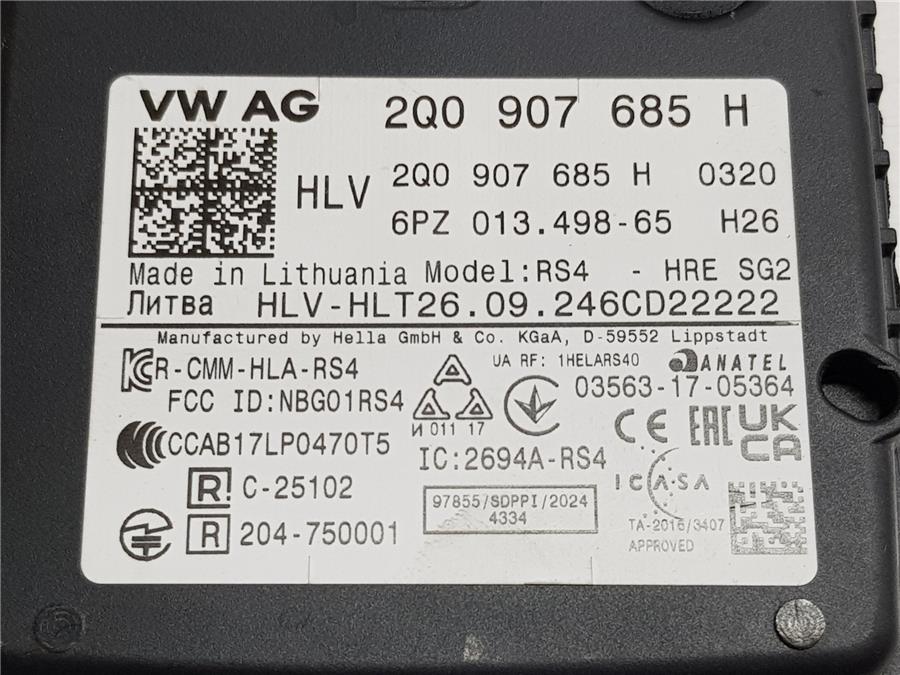 VW AG 2Q0 907 685 H
HLV 2Q0 907 685 H 0320
6PZ 013.498-65 H26
Made in Lithuania Model:RS4 - HRE SG2
Литва HLV-HLT26.09.246CD22222
Manufactured by Hella GmbH & Co. KGaA, D-59552 Lippstadt
R-CMM-HLA-RS4
UA RF: 1HELARS40
ANATEL
03563-17-05364
FCC ID:NBG01RS4
И 011 17
CE EAC UKCA
CCAB17LP0470T5
IC:2694A-RS4
R C-25102
97855/SDPPI/2024
4334
ICASA
TA-2016/3407
APPROVED
R 204-750001